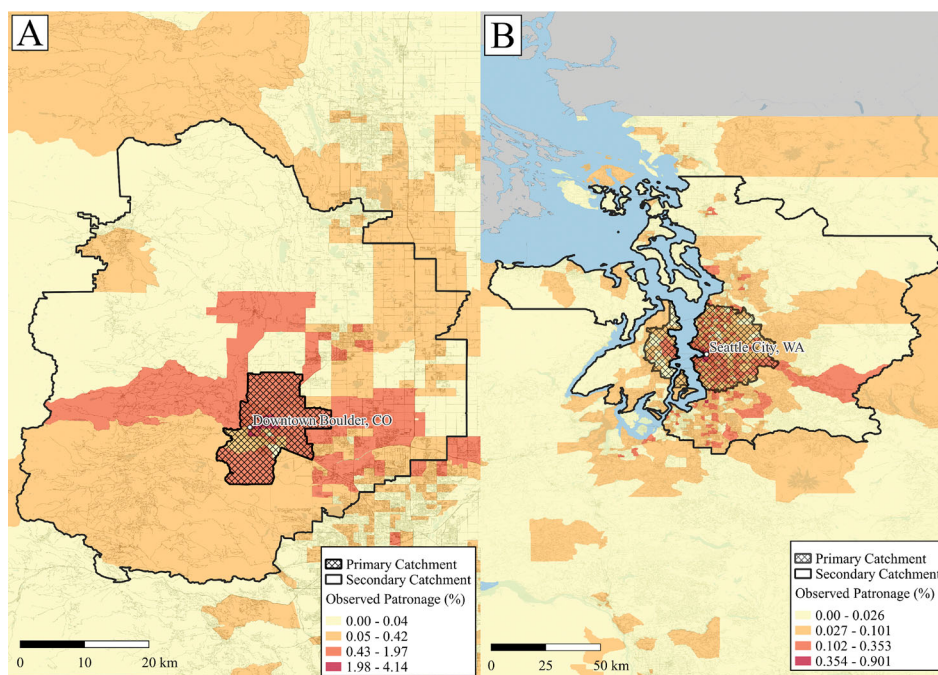 A
B
Downtown Boulder, CO
Seattle City, WA
Primary Catchment
Secondary Catchment
Observed Patronage (%)
0.00 - 0.04
0.05 - 0.42
0.43 - 1.97
1.98 - 4.14
0 10 20 km
Primary Catchment
Secondary Catchment
Observed Patronage (%)
0.00 - 0.026
0.027 - 0.101
0.102 - 0.353
0.354 - 0.901
0 25 50 km